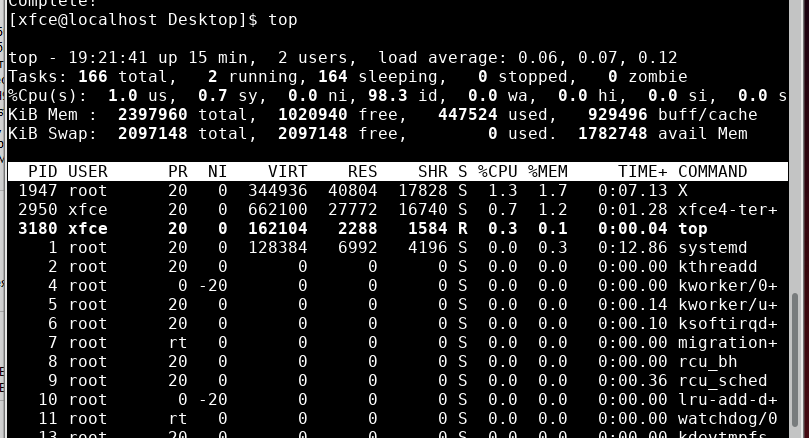 Complete!
[xfce@localhost Desktop]$ top
top - 19:21:41 up 15 min,  2 users,  load average: 0.06, 0.07, 0.12
Tasks: 166 total,   2 running, 164 sleeping,   0 stopped,   0 zombie
%Cpu(s):  1.0 us,  0.7 sy,  0.0 ni, 98.3 id,  0.0 wa,  0.0 hi,  0.0 si,  0.0 s
KiB Mem :  2397960 total,  1020940 free,   447524 used,   929496 buff/cache
KiB Swap:  2097148 total,  2097148 free,        0 used.  1782748 avail Mem
  PID USER      PR  NI    VIRT    RES    SHR S %CPU %MEM     TIME+ COMMAND
 1947 root      20   0  344936  40804  17828 S  1.3  1.7   0:07.13 X
 2950 xfce      20   0  662100  27772  16740 S  0.7  1.2   0:01.28 xfce4-ter+
 3180 xfce      20   0  162104   2288   1584 R  0.3  0.1   0:00.04 top
    1 root      20   0  128384   6992   4196 S  0.0  0.3   0:12.86 systemd
    2 root      20   0       0      0      0 S  0.0  0.0   0:00.00 kthreadd
    4 root       0 -20       0      0      0 S  0.0  0.0   0:00.00 kworker/0+
    5 root      20   0       0      0      0 S  0.0  0.0   0:00.14 kworker/u+
    6 root      20   0       0      0      0 S  0.0  0.0   0:00.10 ksoftirqd+
    7 root      rt   0       0      0      0 S  0.0  0.0   0:00.00 migration+
    8 root      20   0       0      0      0 S  0.0  0.0   0:00.00 rcu_bh
    9 root      20   0       0      0      0 S  0.0  0.0   0:00.36 rcu_sched
   10 root       0 -20       0      0      0 S  0.0  0.0   0:00.00 lru-add-d+
   11 root      rt   0       0      0      0 S  0.0  0.0   0:00.00 watchdog/0
   13 root      20   0       0      0      0 S  0.0  0.0   0:00.00 kdevtmpfs